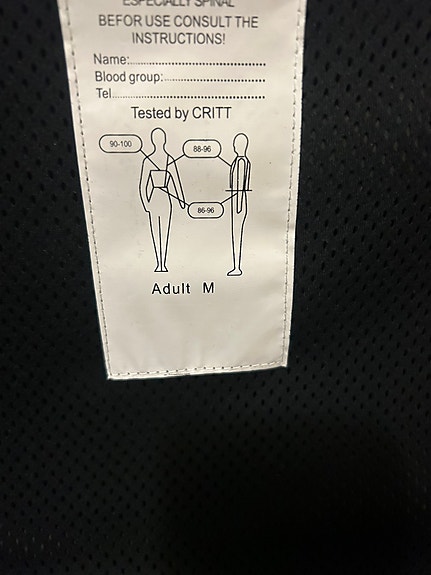 ESPECIALLY SPINAL
BEFOR USE CONSULT THE
INSTRUCTIONS!
Name:................................................
Blood group:...................................
Tel......................................................
Tested by CRITT
90-100
88-96
86-96
Adult M